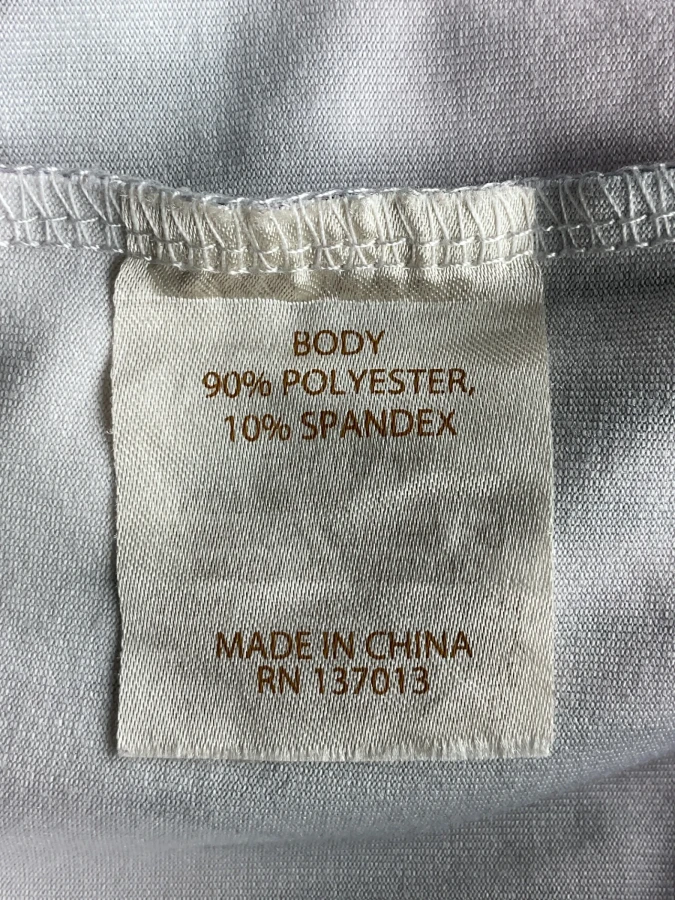 BODY
90% POLYESTER,
10% SPANDEX
MADE IN CHINA
RN 137013